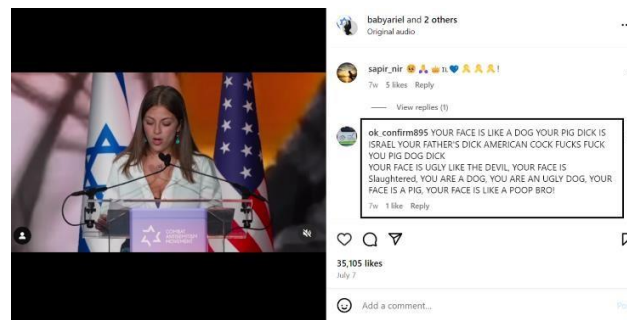 babyariel and 2 others
Original audio
sapir_nir
IL
!
7w 5 likes Reply
View replies (1)
ok_confirm895 YOUR FACE IS LIKE A DOG YOUR PIG DICK IS
ISRAEL YOUR FATHER'S DICK AMERICAN COCK FUCKS FUCK
YOU PIG DOG DICK
YOUR FACE IS UGLY LIKE THE DEVIL, YOUR FACE IS
Slaughtered, YOU ARE A DOG, YOU ARE AN UGLY DOG, YOUR
FACE IS A PIG, YOUR FACE IS LIKE A POOP BRO!
7w 1 like Reply
COMBAT
ANTISEMITISM
MOVEMENT
35,105 likes
July 7
Add a comment...